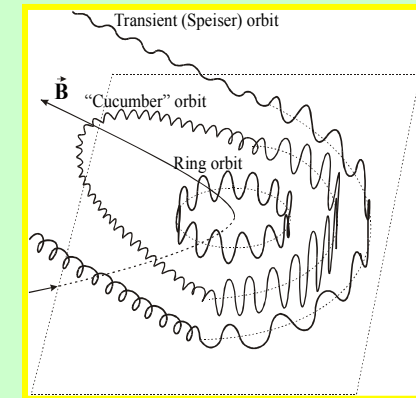 Transient (Speiser) orbit
B⃗
“Cucumber” orbit
Ring orbit